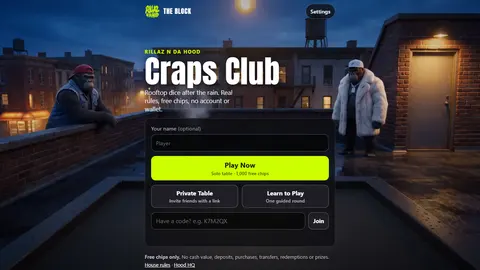 THE BLOCK
Settings
RILLAZ N DA HOOD
Craps Club
Rooftop dice after the rain. Real
rules, free chips, no account or
wallet.
Your name (optional)
Player
Play Now
Solo table · 1,000 free chips
Private Table
Invite friends with a link
Learn to Play
One guided round
Have a code? e.g. K7M2QX
Join
Free chips only. No cash value, deposits, purchases, transfers, redemptions or prizes.
House rules · Hood HQ